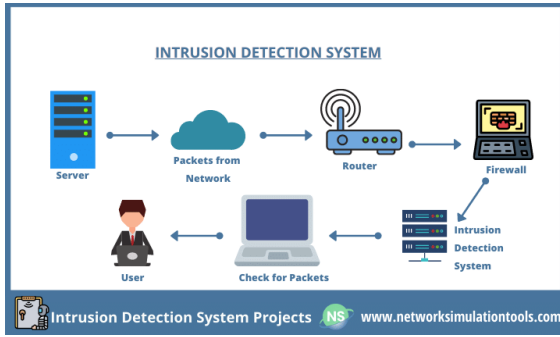 INTRUSION DETECTION SYSTEM
Server
Packets from
Network
Router
Firewall
User
Check for Packets
Intrusion
Detection
System
Intrusion Detection System Projects
NS
www.networksimulationtools.com